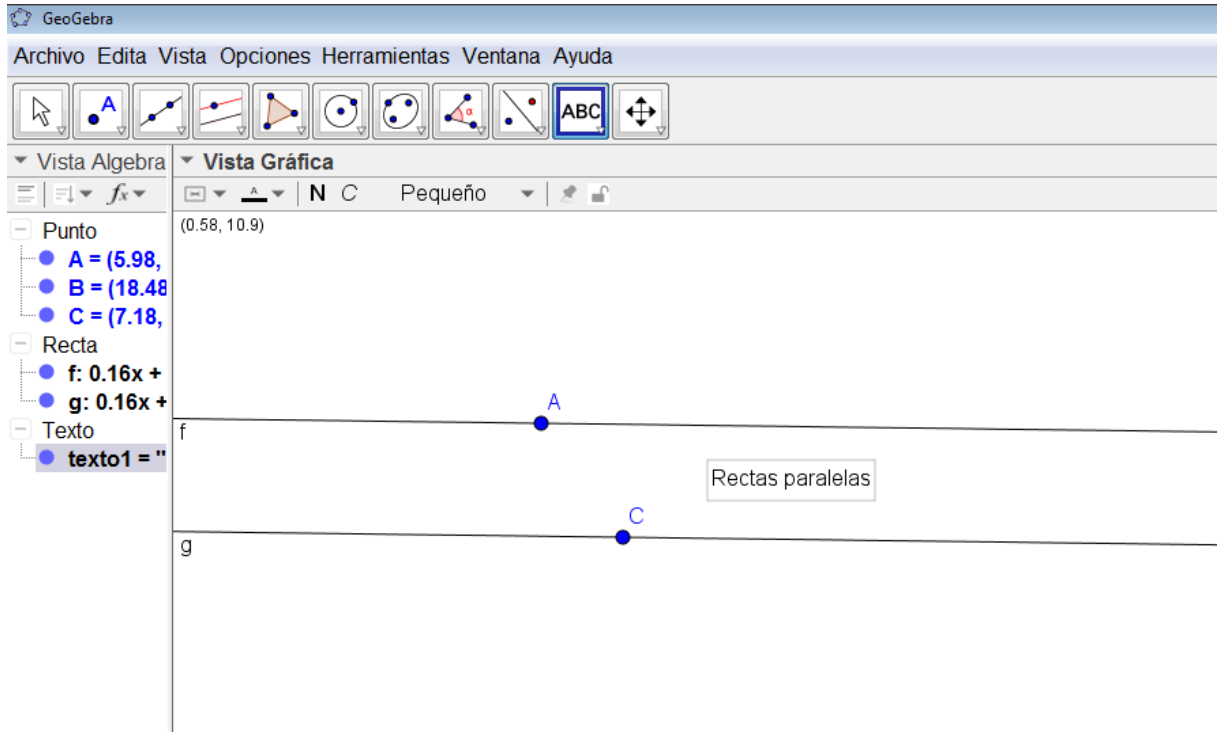 GeoGebra
Archivo Edita Vista Opciones Herramientas Ventana Ayuda
A α ABC
Vista Algebra Vista Gráfica
fx A N C Pequeño
Punto
A = (5.98,
B = (18.48
C = (7.18,
Recta
f: 0.16x +
g: 0.16x +
Texto
texto1 = "
(0.58, 10.9)
A
f
Rectas paralelas
C
g